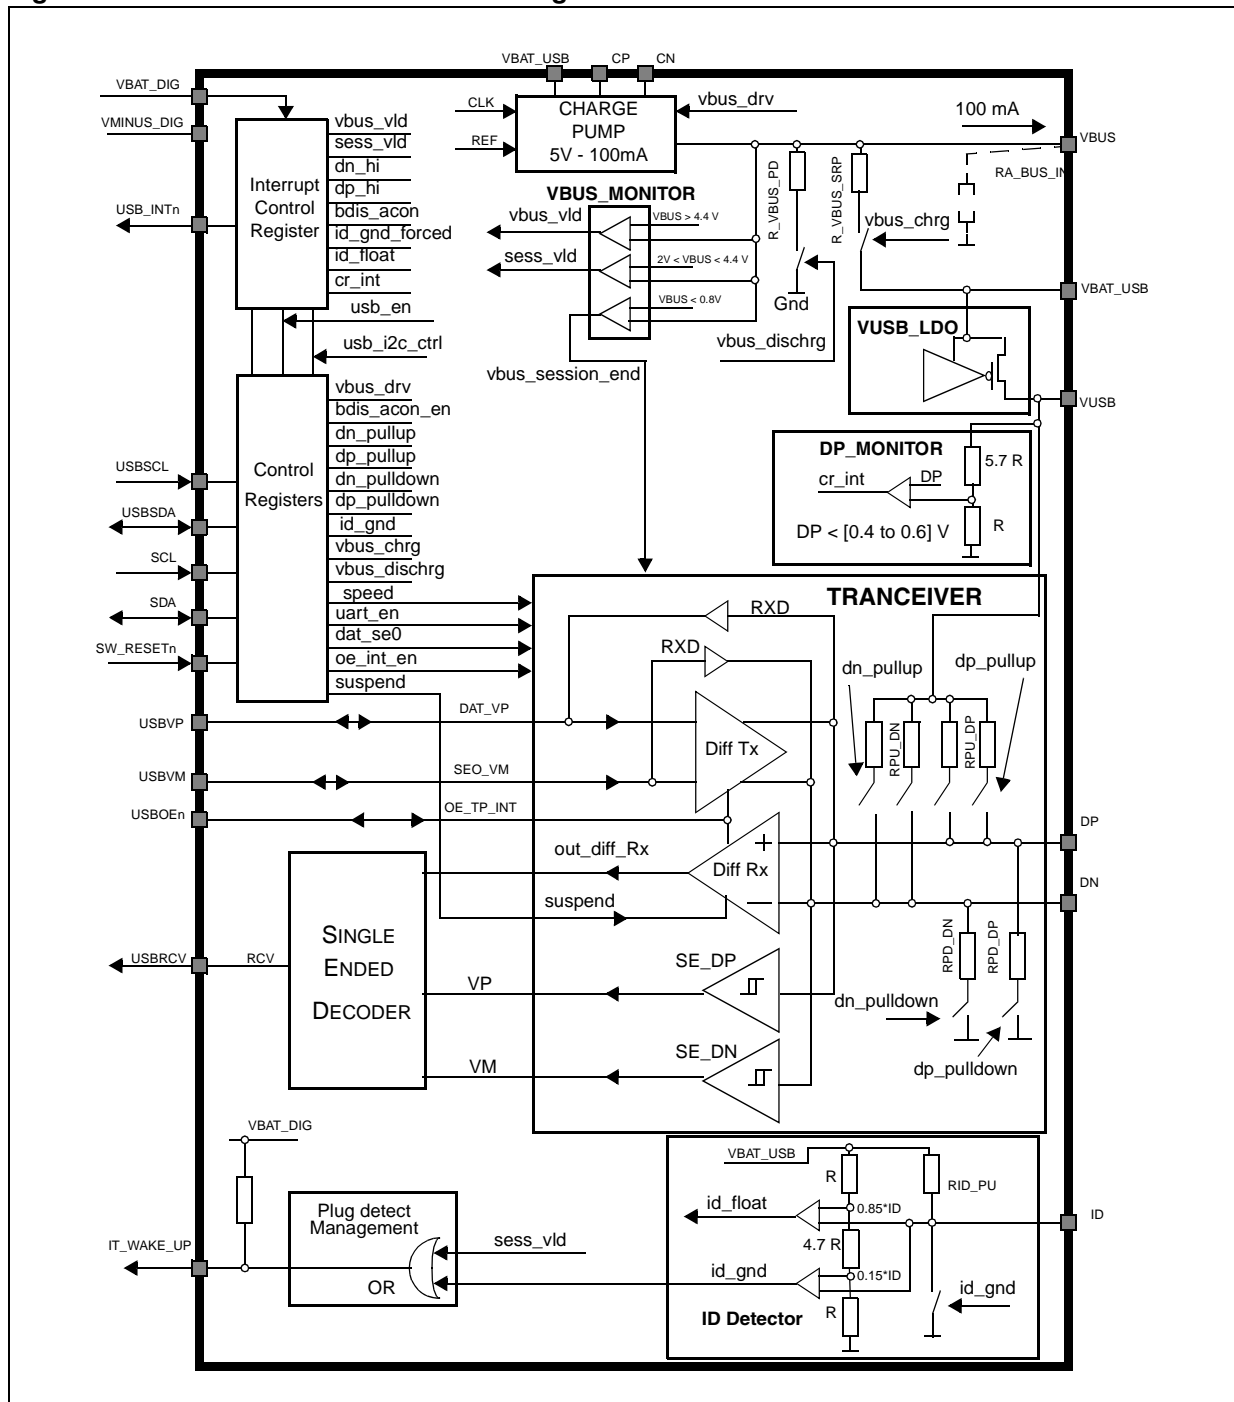 VBAT_USB CP CN
VBAT_DIG
VMINUS_DIG
USB_INTn
Interrupt
Control
Register
vbus_vld
sess_vld
dn_hi
dp_hi
bdis_acon
id_gnd_forced
id_float
cr_int
usb_en
usb_i2c_ctrl
CLK
REF
CHARGE
PUMP
5V - 100mA
vbus_drv
100 mA
VBUS
VBUS_MONITOR
vbus_vld
sess_vld
VBUS > 4.4 V
2V < VBUS < 4.4 V
VBUS < 0.8V
vbus_session_end
R_VBUS_PD
R_VBUS_SRP
RA_BUS_IN
vbus_chrg
Gnd
vbus_dischrg
VBAT_USB
VUSB_LDO
VUSB
DP_MONITOR
5.7 R
cr_int
DP
R
DP < [0.4 to 0.6] V
USBSCL
USBSDA
SCL
SDA
SW_RESETn
Control
Registers
vbus_drv
bdis_acon_en
dn_pullup
dp_pullup
dn_pulldown
dp_pulldown
id_gnd
vbus_chrg
vbus_dischrg
speed
uart_en
dat_se0
oe_int_en
suspend
TRANCEIVER
RXD
RXD
dn_pullup
dp_pullup
RPU_DN
RPU_DP
USBVP
DAT_VP
Diff Tx
USBVM
SEO_VM
USBOEn
OE_TP_INT
DP
DN
out_diff_Rx
Diff Rx
+
—
suspend
SINGLE
ENDED
DECODER
USBRCV
RCV
SE_DP
VP
SE_DN
VM
RPD_DN
RPD_DP
dn_pulldown
dp_pulldown
VBAT_DIG
Plug detect
Management
OR
IT_WAKE_UP
sess_vld
VBAT_USB
R
RID_PU
id_float
0.85*ID
ID
4.7 R
id_gnd
0.15*ID
id_gnd
R
ID Detector